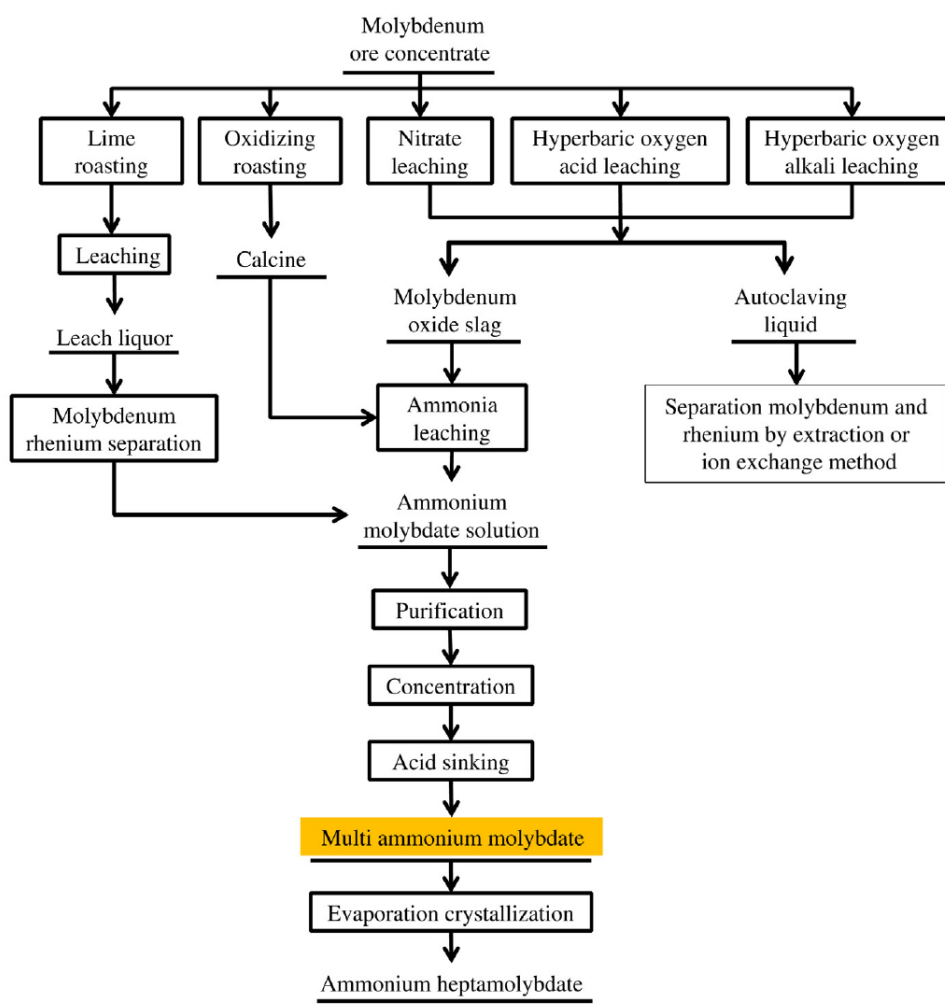 Molybdenum
ore concentrate
Lime
roasting
Oxidizing
roasting
Nitrate
leaching
Hyperbaric oxygen
acid leaching
Hyperbaric oxygen
alkali leaching
Leaching
Calcine
Molybdenum
oxide slag
Autoclaving
liquid
Leach liquor
Molybdenum
rhenium separation
Ammonia
leaching
Separation molybdenum and
rhenium by extraction or
ion exchange method
Ammonium
molybdate solution
Purification
Concentration
Acid sinking
Multi ammonium molybdate
Evaporation crystallization
Ammonium heptamolybdate